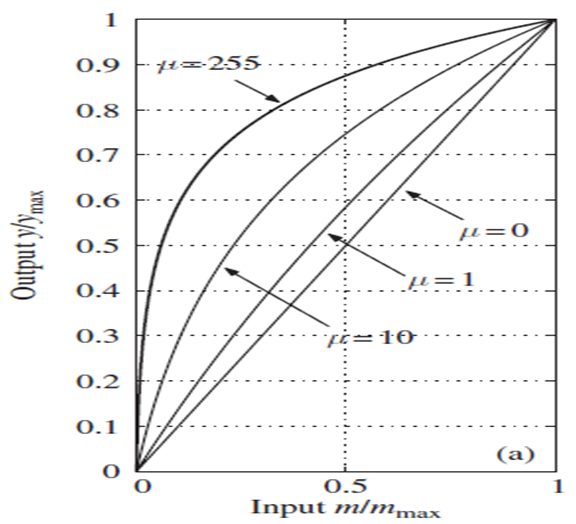 1
0.9
0.8
0.7
0.6
0.5
0.4
0.3
0.2
0.1
0
Output y/y_max
μ=255
μ=0
μ=1
μ=10
(a)
0
0.5
1
Input m/m_max